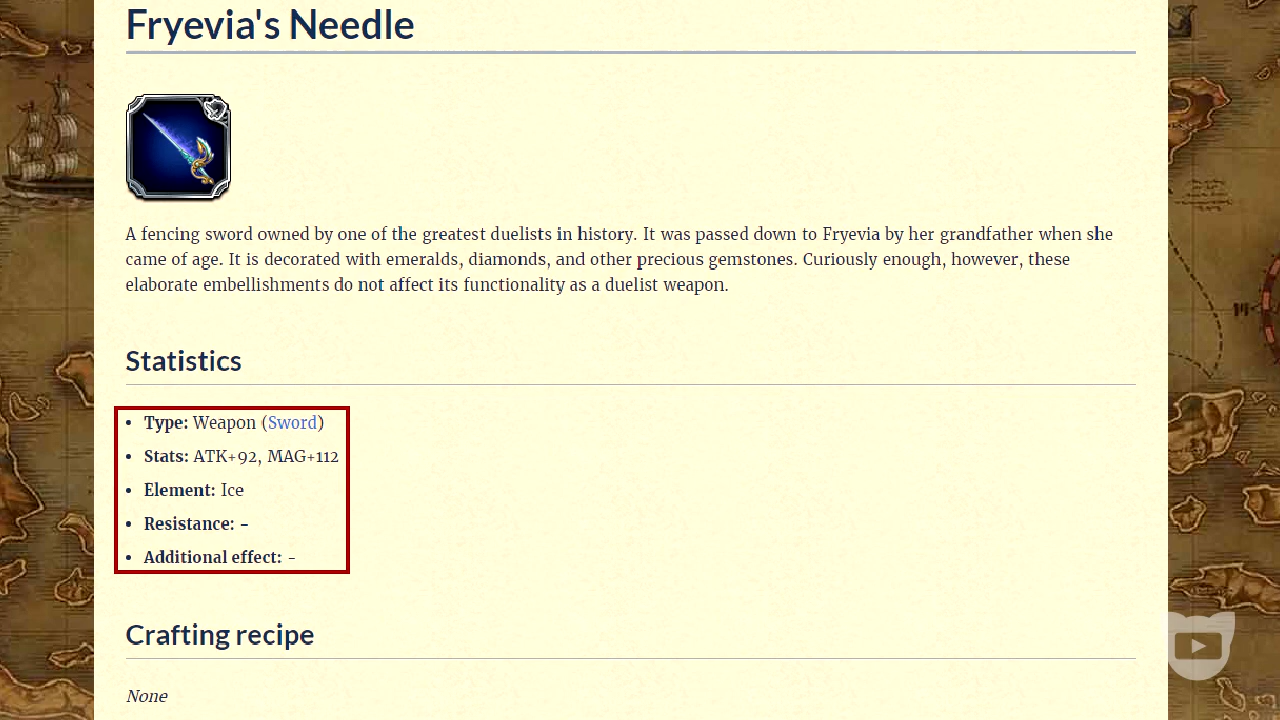 Fryevia's Needle
A fencing sword owned by one of the greatest duelists in history. It was passed down to Fryevia by her grandfather when she
came of age. It is decorated with emeralds, diamonds, and other precious gemstones. Curiously enough, however, these
elaborate embellishments do not affect its functionality as a duelist weapon.
Statistics
• Type: Weapon (Sword)
• Stats: ATK+92, MAG+112
• Element: Ice
• Resistance: -
• Additional effect: -
Crafting recipe
None